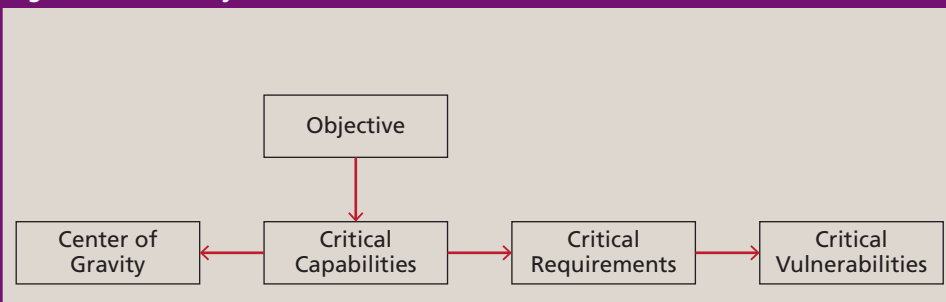 Objective
Center of
Gravity
Critical
Capabilities
Critical
Requirements
Critical
Vulnerabilities